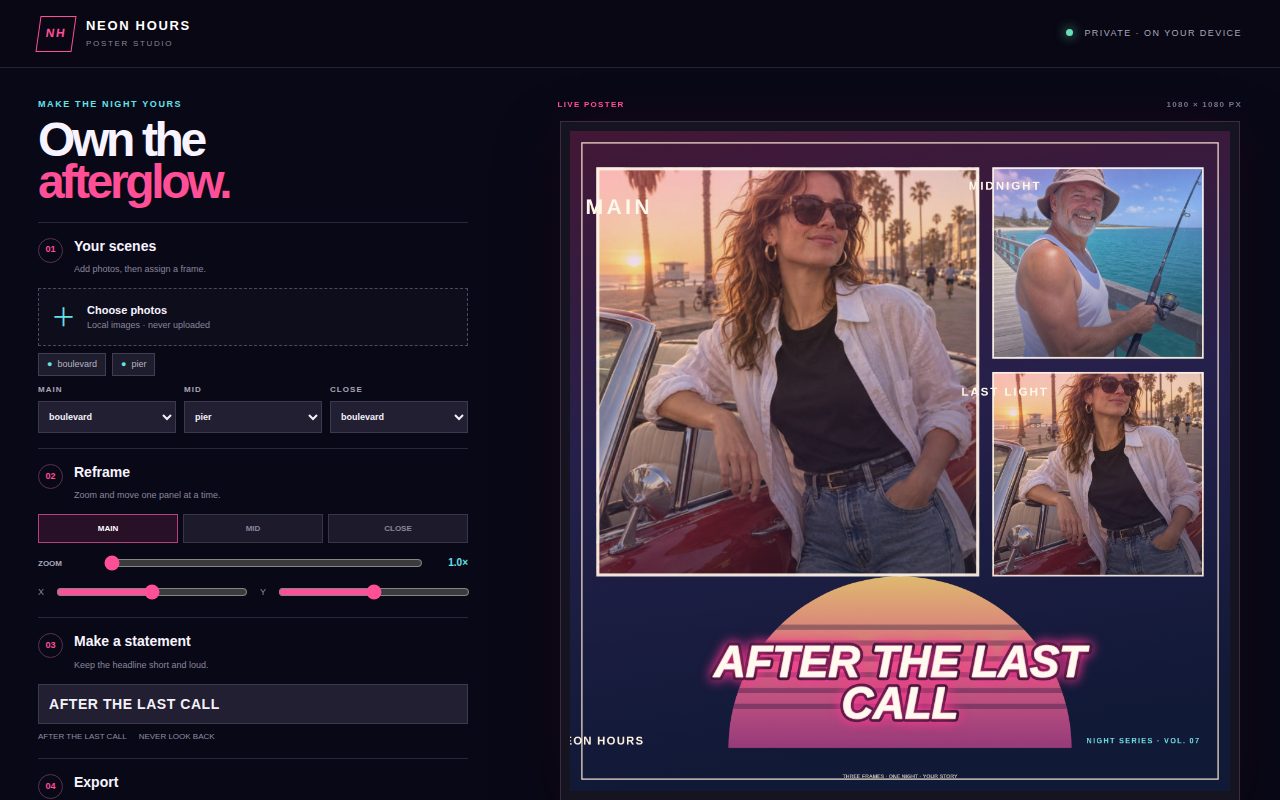 NH
NEON HOURS
POSTER STUDIO
PRIVATE · ON YOUR DEVICE
MAKE THE NIGHT YOURS
Own the
afterglow.
01
Your scenes
Add photos, then assign a frame.
Choose photos
Local images · never uploaded
boulevard
pier
MAIN
MID
CLOSE
boulevard
pier
boulevard
02
Reframe
Zoom and move one panel at a time.
MAIN
MID
CLOSE
ZOOM
1.0×
X
Y
03
Make a statement
Keep the headline short and loud.
AFTER THE LAST CALL
AFTER THE LAST CALL
NEVER LOOK BACK
04
Export
LIVE POSTER
1080 × 1080 PX
MAIN
MIDNIGHT
LAST LIGHT
AFTER THE LAST
CALL
EON HOURS
NIGHT SERIES · VOL. 07
THREE FRAMES · ONE NIGHT · YOUR STORY